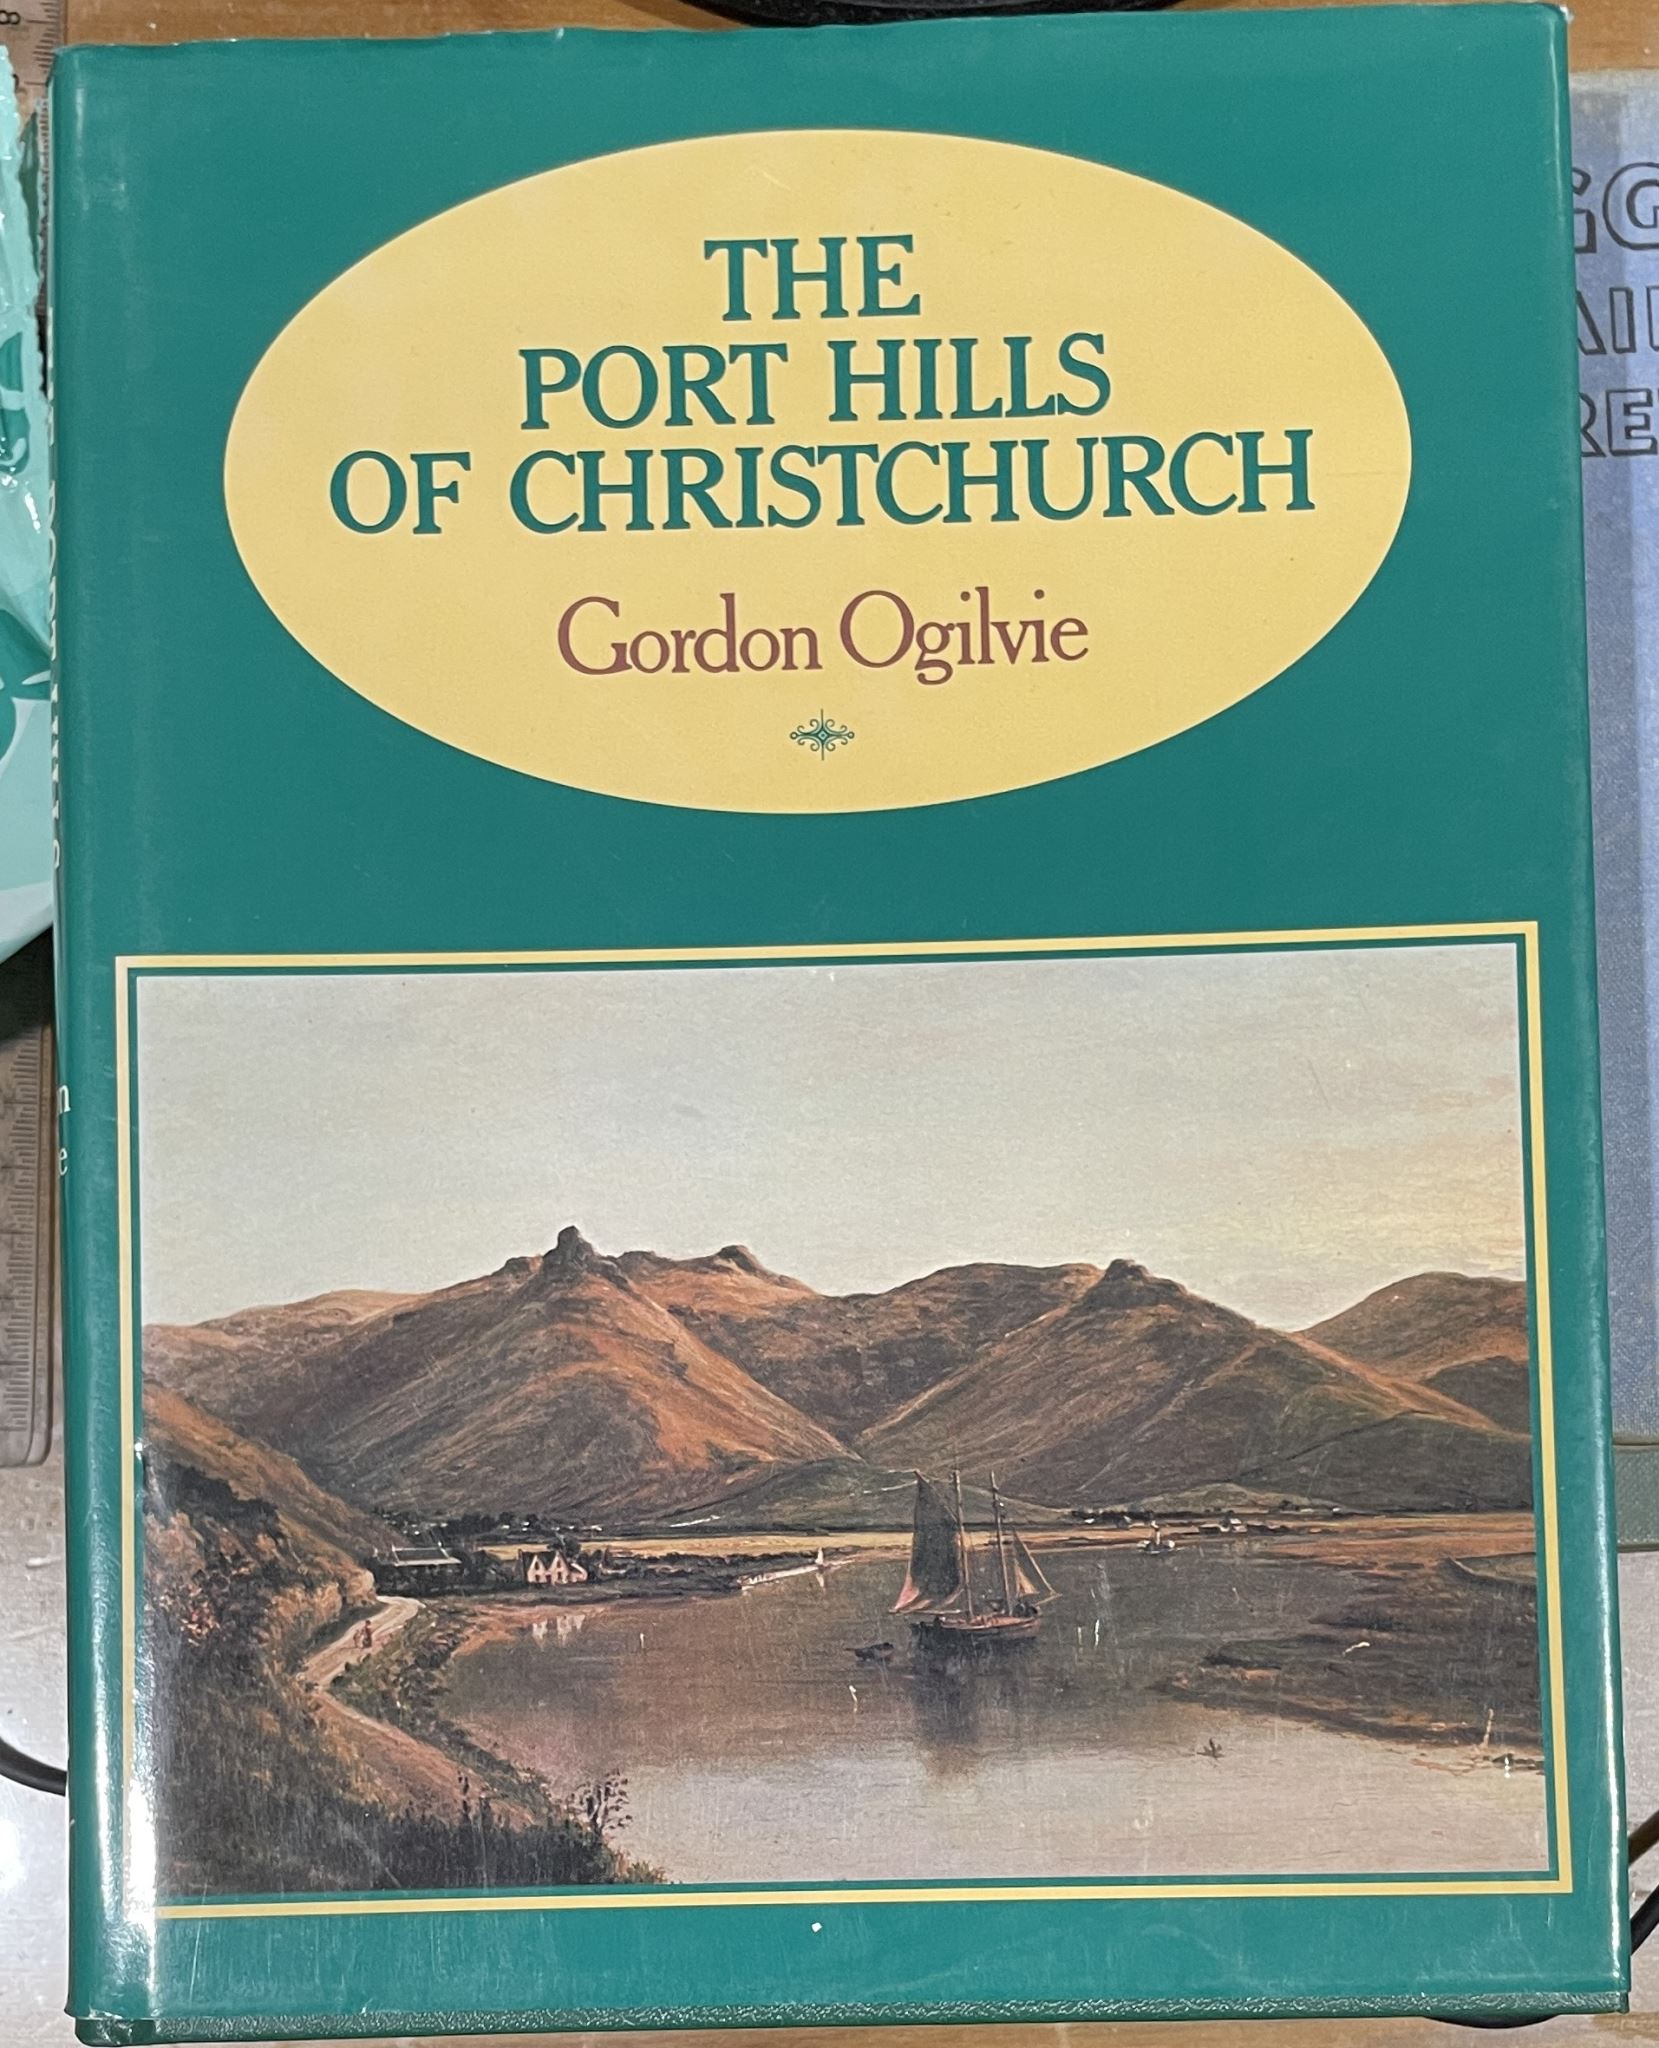 THE
PORT HILLS
OF CHRISTCHURCH
Gordon Ogilvie